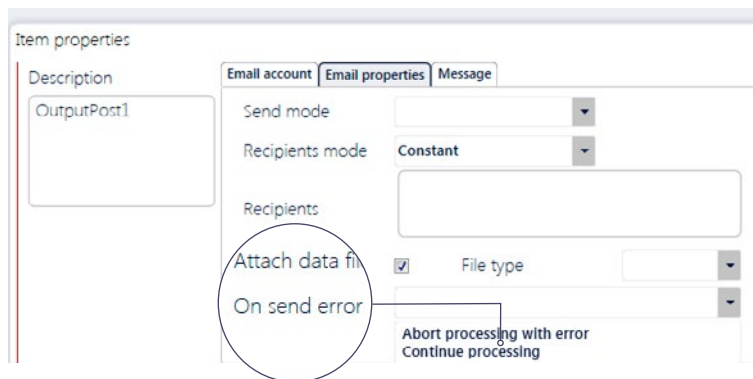 Item properties
Description
OutputPost1
Email account Email properties Message
Send mode
Recipients mode Constant
Recipients
Attach data fil
File type
On send error
Abort processing with error
Continue processing